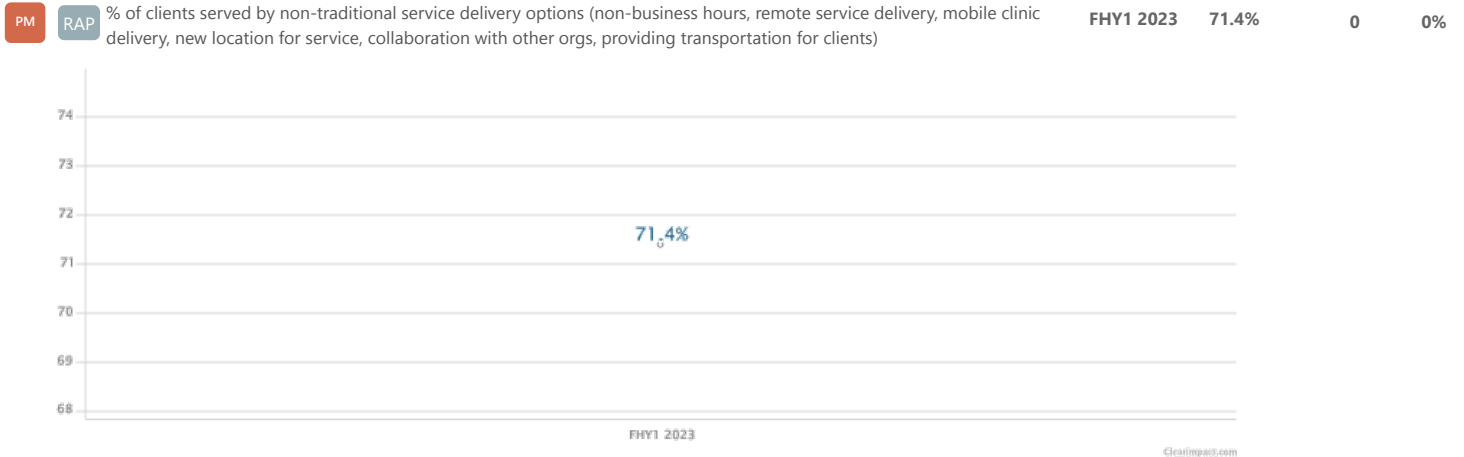 PM
RAP
% of clients served by non-traditional service delivery options (non-business hours, remote service delivery, mobile clinic
delivery, new location for service, collaboration with other orgs, providing transportation for clients)
FHY1 2023 71.4% 0 0%
74
73
72
71.4%
71
70
69
68
FHY1 2023
Clearimpact.com